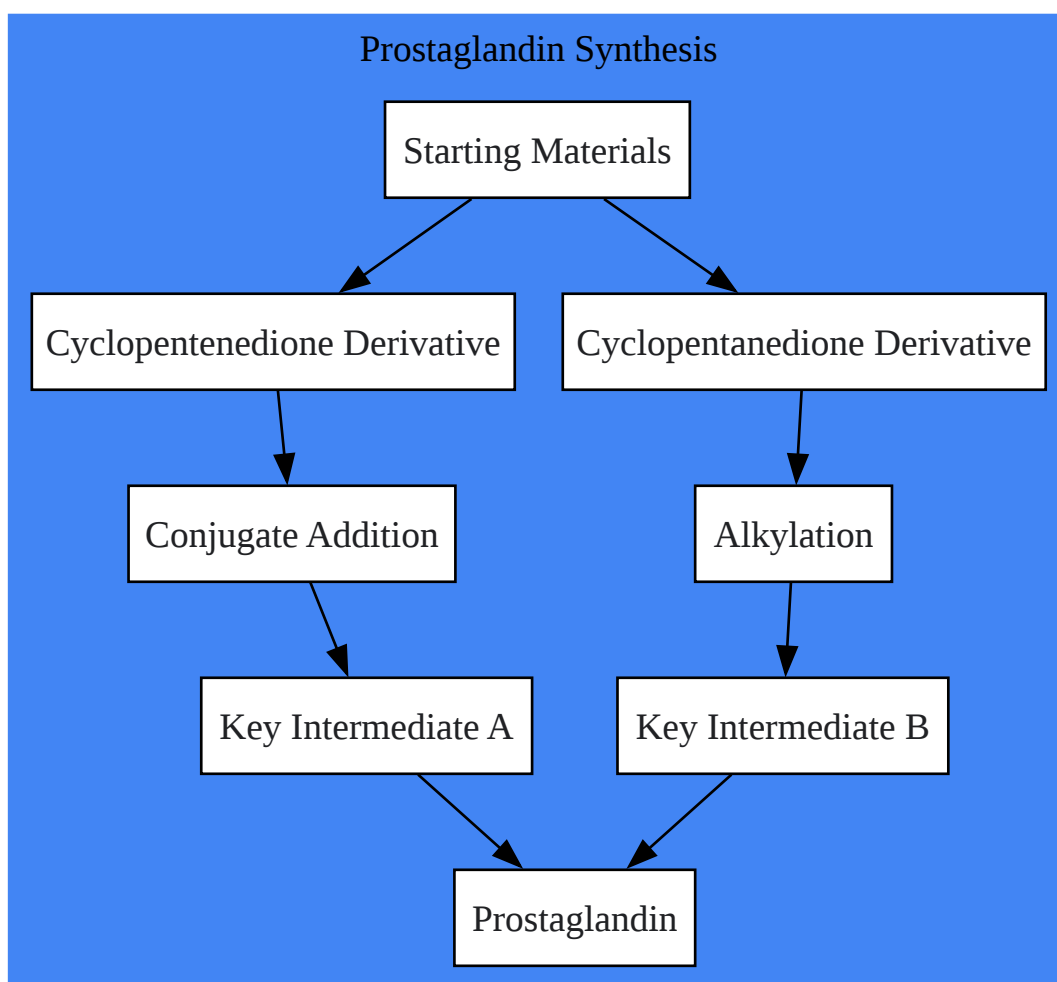 Prostaglandin Synthesis
Starting Materials
Cyclopentenedione Derivative
Cyclopentanedione Derivative
Conjugate Addition
Alkylation
Key Intermediate A
Key Intermediate B
Prostaglandin